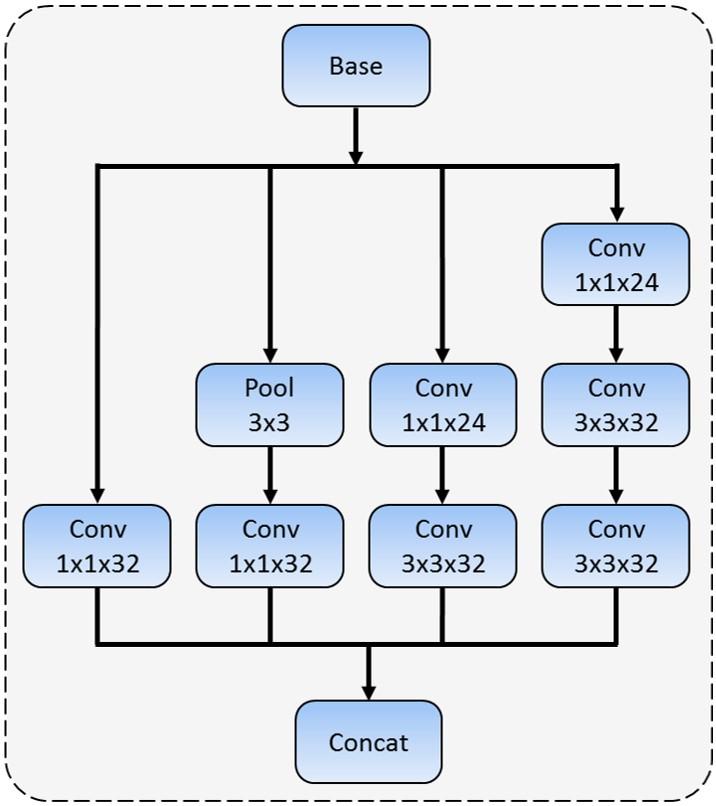 Base
Conv
1x1x24
Pool
3x3
Conv
1x1x24
Conv
3x3x32
Conv
1x1x32
Conv
1x1x32
Conv
3x3x32
Conv
3x3x32
Concat